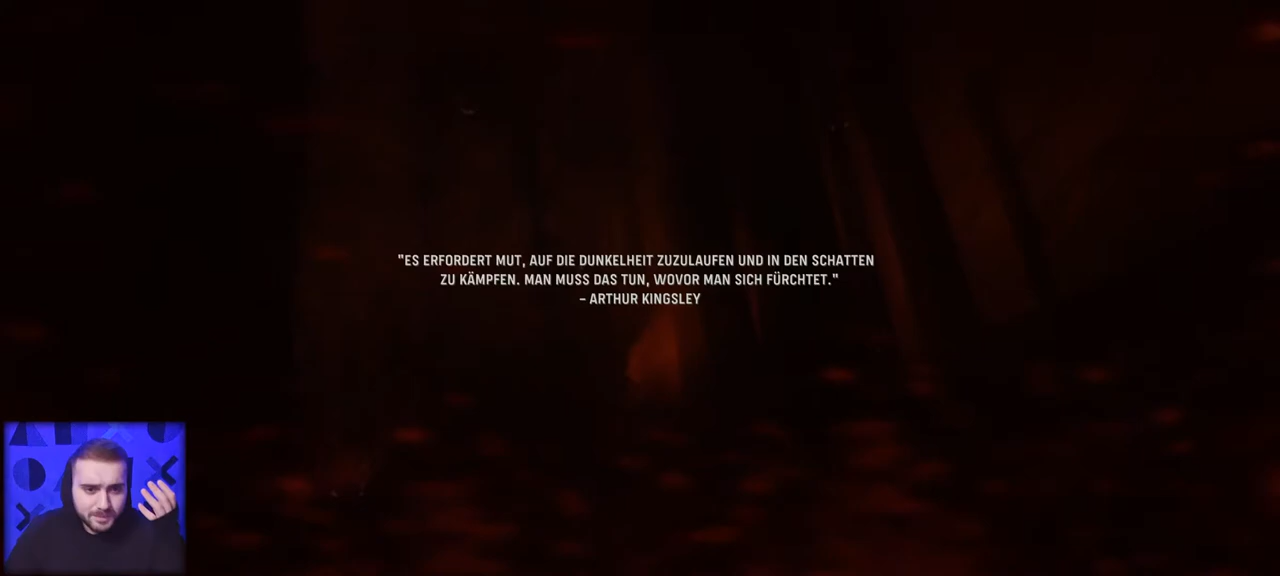 "ES ERFORDERT MUT, AUF DIE DUNKELHEIT ZUZULAUFEN UND IN DEN SCHATTEN
ZU KÄMPFEN. MAN MUSS DAS TUN, WOVOR MAN SICH FÜRCHTET."
– ARTHUR KINGSLEY